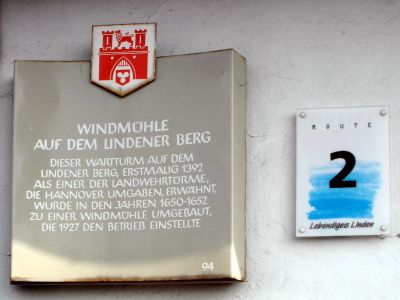 WINDMÜHLE
AUF DEM LINDENER BERG
DIESER WARTTURM AUF DEM
LINDENER BERG, ERSTMALIG 1392
ALS EINER DER LANDWEHRTÜRME,
DIE HANNOVER UMGABEN, ERWÄHNT,
WURDE IN DEN JAHREN 1650-1652
ZU EINER WINDMÜHLE UMGEBAUT,
DIE 1927 DEN BETRIEB EINSTELLTE
94
ROUTE
2
Lebendiges Linden